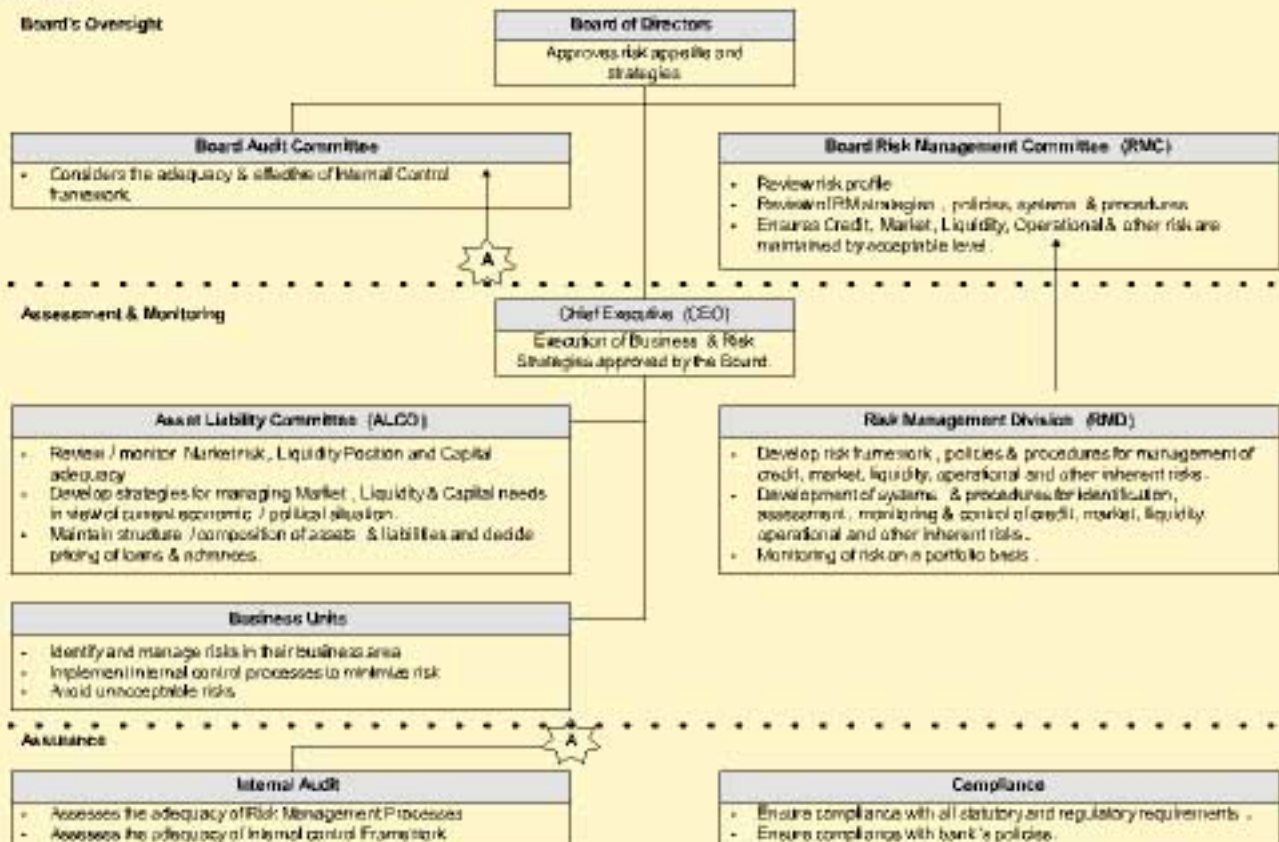 Board's Oversight
Board of Directors
Approves risk appetite and
strategies
Board Audit Committee
- Considers the adequacy & effective of Internal Control
framework.
A
Board Risk Management Committee (RMC)
- Review risk profile
- Review of RM strategies , policies, systems & procedures
- Ensures Credit, Market, Liquidity, Operational & other risk are
maintained by acceptable level .
Assessment & Monitoring
Chief Executive (CEO)
Execution of Business & Risk
Strategies approved by the Board.
Asset Liability Committee (ALCO)
- Review / monitor Market risk, Liquidity Position and Capital
adequacy
- Develop strategies for managing Market , Liquidity & Capital needs
in view of current economic / political situation.
- Maintain structure / composition of assets & liabilities and decide
pricing of loans & advances.
Risk Management Division (RMD)
- Develop risk framework , policies & procedures for management of
credit, market, liquidity, operational and other inherent risks .
- Development of systems & procedures for identification,
assessment , monitoring & control of credit, market, liquidity
operational and other inherent risks .
- Monitoring of risk on a portfolio basis .
Business Units
- Identify and manage risks in their business area
- Implement internal control processes to minimize risk
- Avoid unacceptable risks
Assurance
A
Internal Audit
- Assesses the adequacy of Risk Management Processes
- Assesses the adequacy of Internal control Framework
Compliance
- Ensure compliance with all statutory and regulatory requirements .
- Ensure compliance with bank's policies.